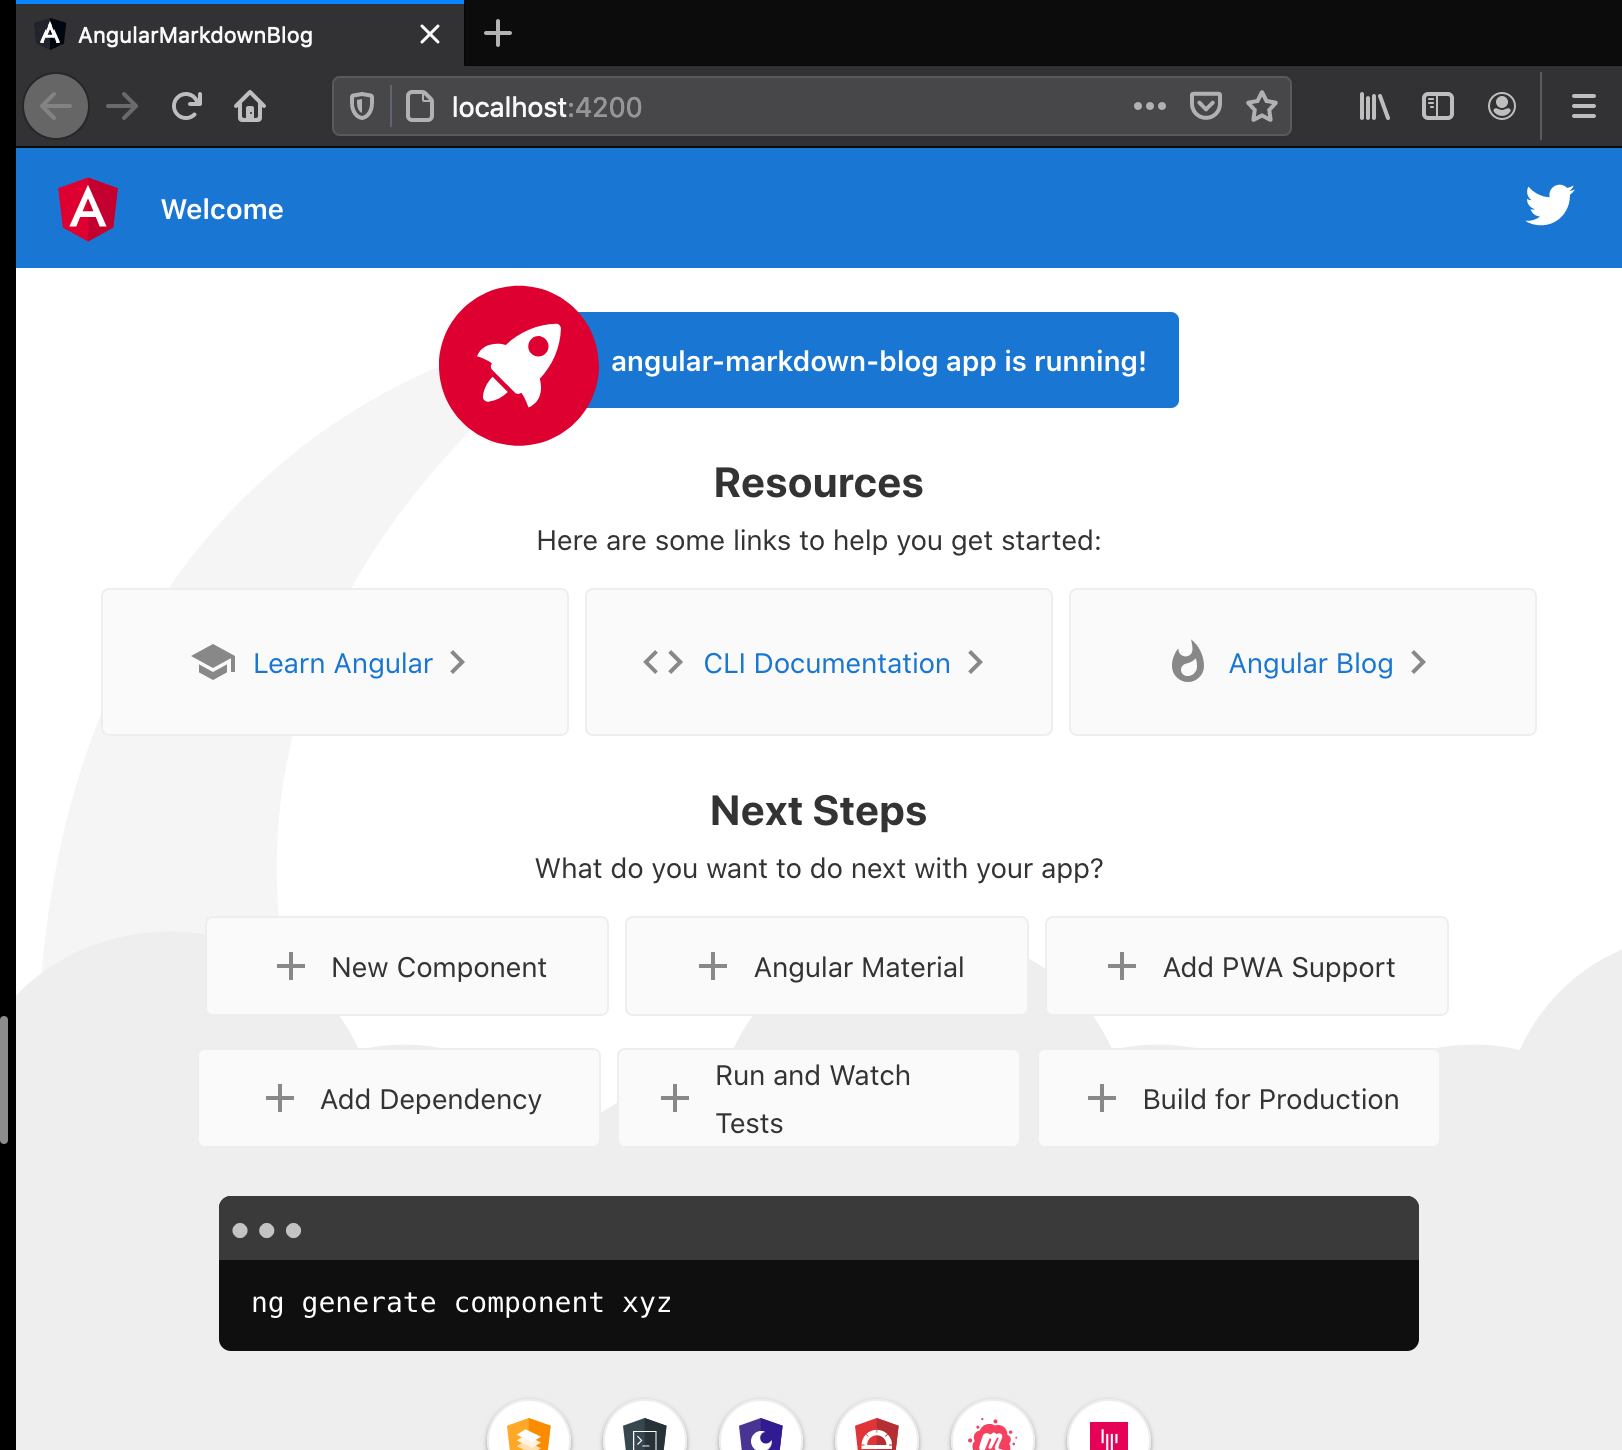 AngularMarkdownBlog
localhost:4200
Welcome
angular-markdown-blog app is running!
Resources
Here are some links to help you get started:
Learn Angular
CLI Documentation
Angular Blog
Next Steps
What do you want to do next with your app?
New Component
Angular Material
Add PWA Support
Add Dependency
Run and Watch
Tests
Build for Production
ng generate component xyz